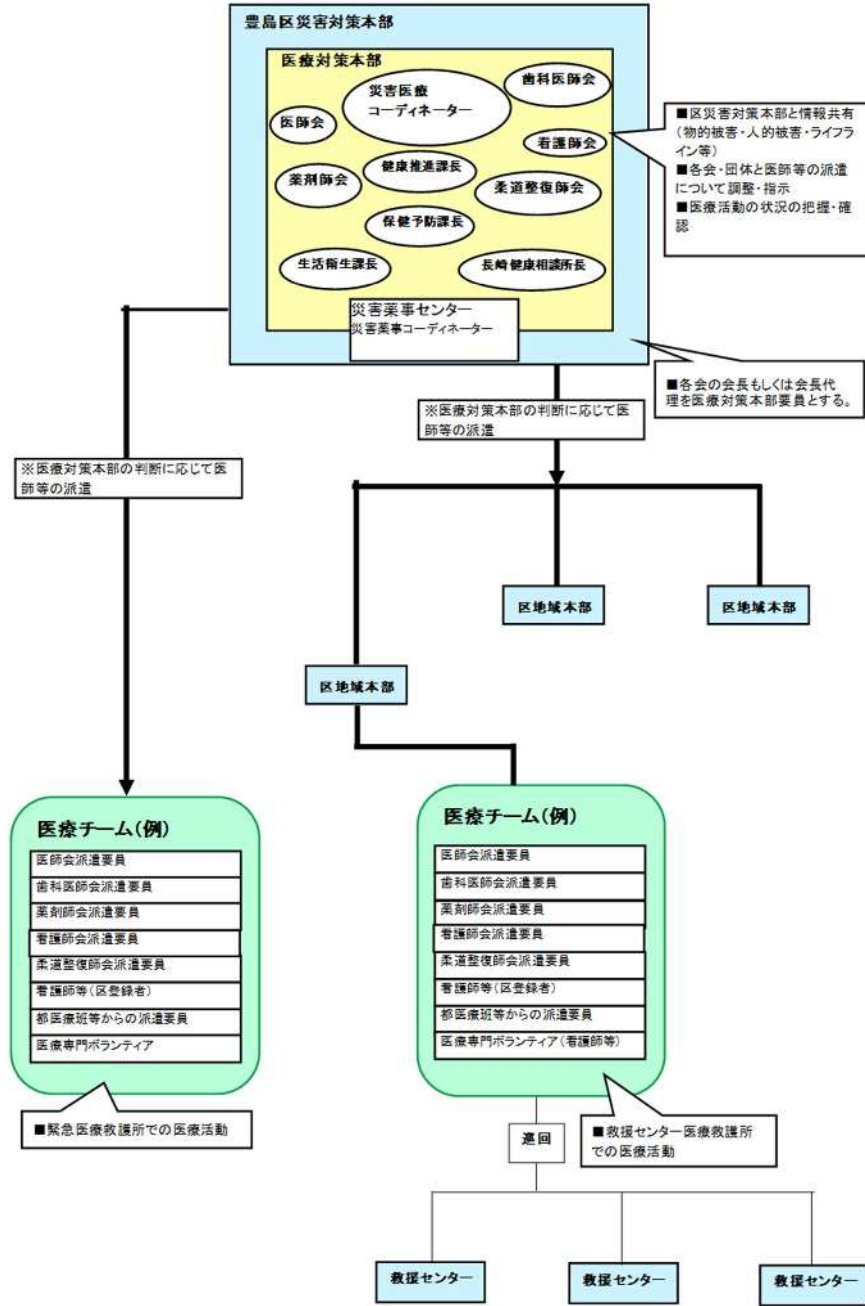 豊島区災害対策本部
医療対策本部
災害医療
コーディネーター
歯科医師会
医師会
看護師会
健康推進課長
薬剤師会
柔道整復師会
保健予防課長
生活衛生課長
長崎健康相談所長
災害薬事センター
災害薬事コーディネーター
■区災害対策本部と情報共有
(物的被害・人的被害・ライフラ
イン等)
■各会・団体と医師等の派遣
について調整・指示
■医療活動の状況の把握・確
認
■各会の会長もしくは会長代
理を医療対策本部要員とする。
※医療対策本部の判断に応じて医
師等の派遣
※医療対策本部の判断に応じて医
師等の派遣
区地域本部
区地域本部
区地域本部
医療チーム(例)
医師会派遣要員
歯科医師会派遣要員
薬剤師会派遣要員
看護師会派遣要員
柔道整復師会派遣要員
看護師等(区登録者)
都医療班等からの派遣要員
医療専門ボランティア
■緊急医療救護所での医療活動
医療チーム(例)
医師会派遣要員
歯科医師会派遣要員
薬剤師会派遣要員
看護師会派遣要員
柔道整復師会派遣要員
看護師等(区登録者)
都医療班等からの派遣要員
医療専門ボランティア(看護師等)
■救援センター医療救護所
での医療活動
巡回
救援センター
救援センター
救援センター